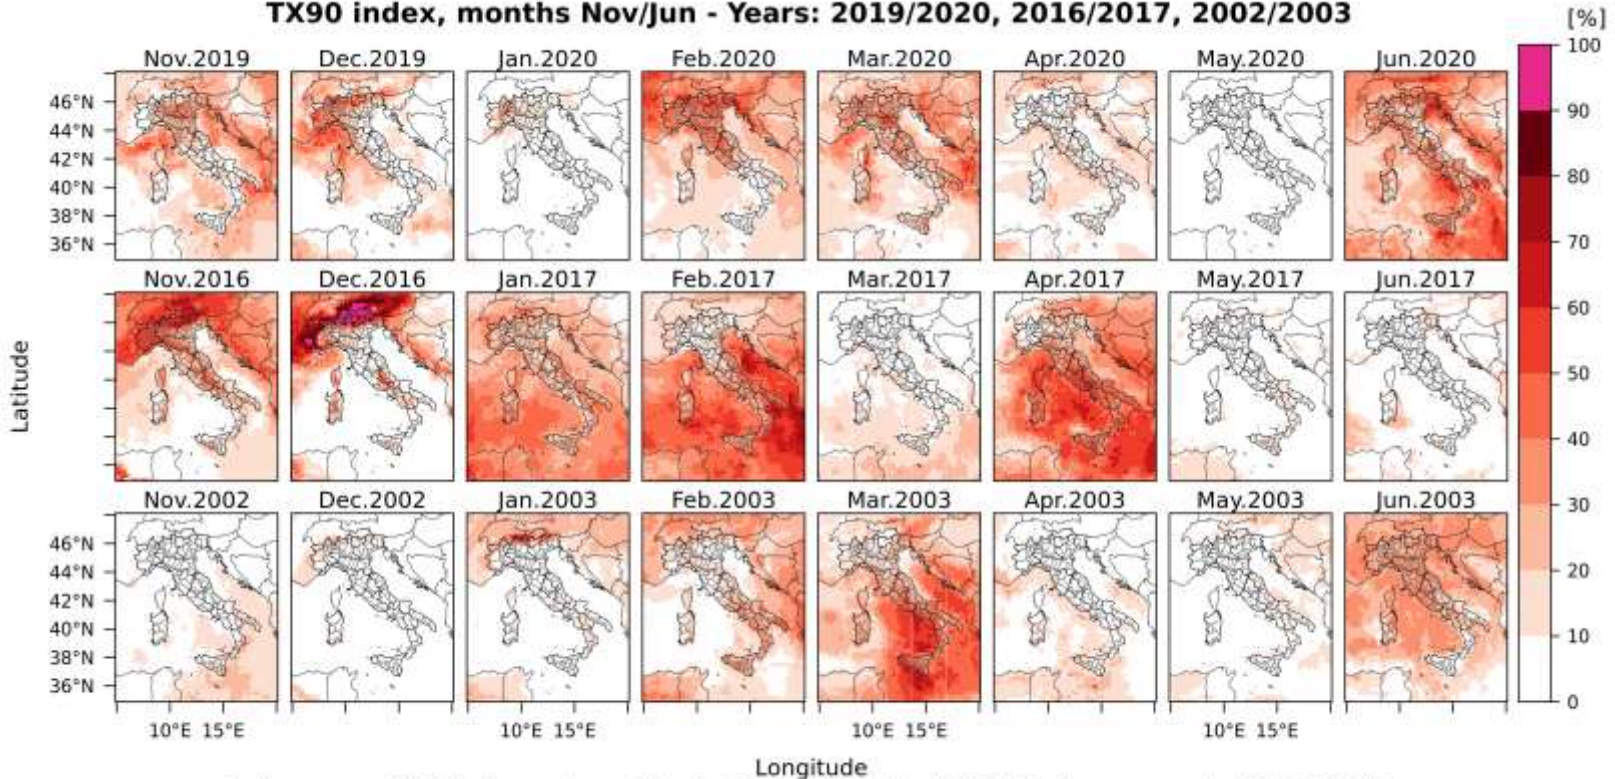 TX90 index, months Nov/Jun - Years: 2019/2020, 2016/2017, 2002/2003
[%]
Nov.2019 Dec.2019 Jan.2020 Feb.2020 Mar.2020 Apr.2020 May.2020 Jun.2020
46°N
44°N
42°N
40°N
38°N
36°N
Nov.2016 Dec.2016 Jan.2017 Feb.2017 Mar.2017 Apr.2017 May.2017 Jun.2017
Latitude
Nov.2002 Dec.2002 Jan.2003 Feb.2003 Mar.2003 Apr.2003 May.2003 Jun.2003
46°N
44°N
42°N
40°N
38°N
36°N
10°E 15°E 10°E 15°E 10°E 15°E 10°E 15°E
Longitude
100
90
80
70
60
50
40
30
20
10
0